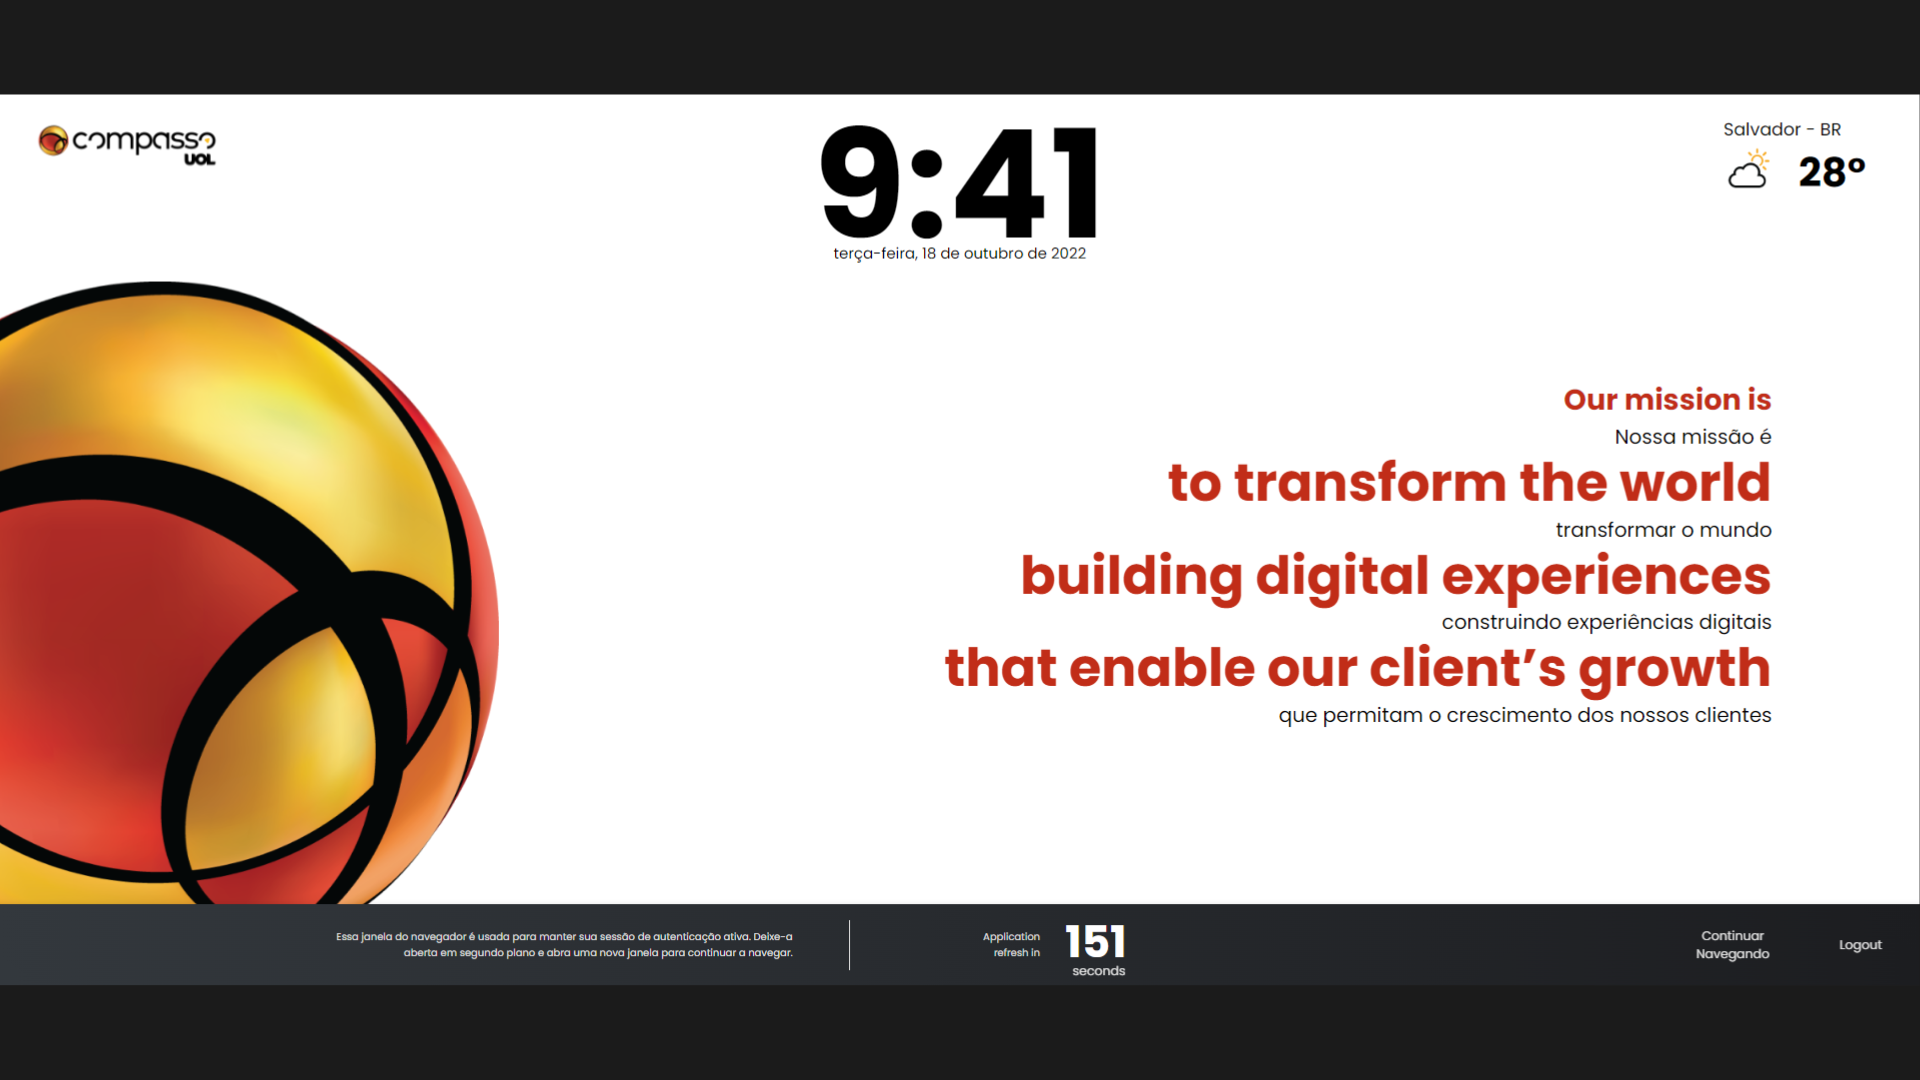 compasso
UOL
9:41
terça-feira, 18 de outubro de 2022
Salvador - BR
28º
Our mission is
Nossa missão é
to transform the world
transformar o mundo
building digital experiences
construindo experiências digitais
that enable our client’s growth
que permitam o crescimento dos nossos clientes
Essa janela do navegador é usada para manter sua sessão de autenticação ativa. Deixe-a
aberta em segundo plano e abra uma nova janela para continuar a navegar.
Application
refresh in
151
seconds
Continuar
Navegando
Logout